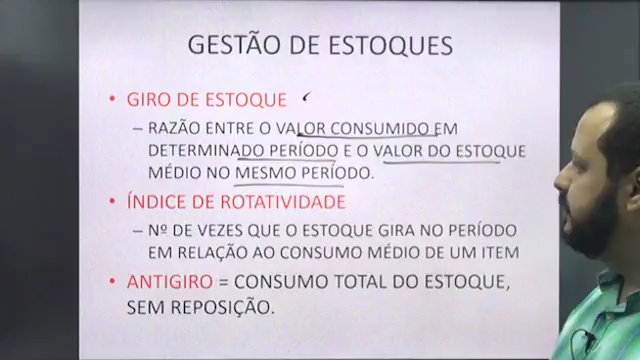 GESTÃO DE ESTOQUES
• GIRO DE ESTOQUE
– RAZÃO ENTRE O VALOR CONSUMIDO EM
DETERMINADO PERÍODO E O VALOR DO ESTOQUE
MÉDIO NO MESMO PERÍODO.
• ÍNDICE DE ROTATIVIDADE
– Nº DE VEZES QUE O ESTOQUE GIRA NO PERÍODO
EM RELAÇÃO AO CONSUMO MÉDIO DE UM ITEM
• ANTIGIRO = CONSUMO TOTAL DO ESTOQUE,
SEM REPOSIÇÃO.